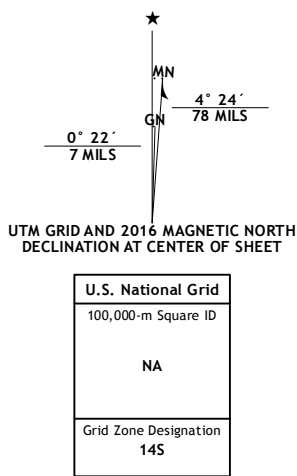 ★
MN
4° 24´
78 MILS
GN
0° 22´
7 MILS
UTM GRID AND 2016 MAGNETIC NORTH
DECLINATION AT CENTER OF SHEET
U.S. National Grid
100,000-m Square ID
NA
Grid Zone Designation
14S